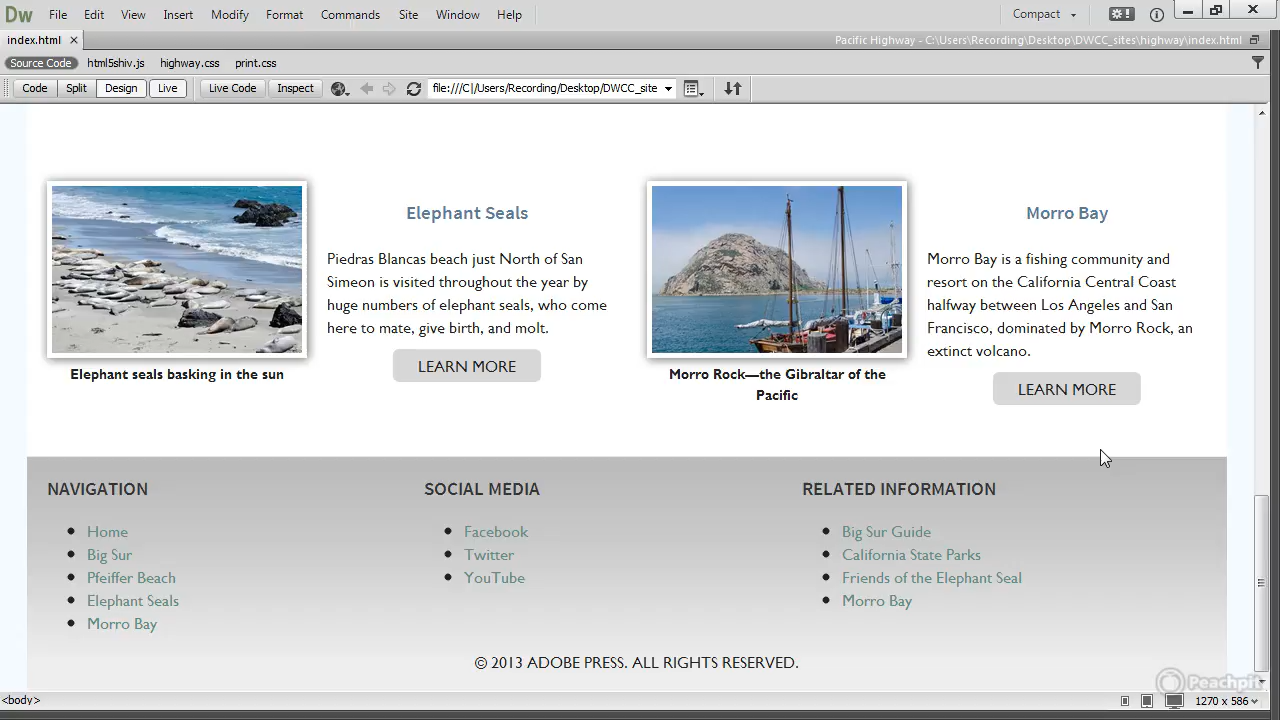 Dw File Edit View Insert Modify Format Commands Site Window Help Compact
index.html Pacific Highway - C:\Users\Recording\Desktop\DWCC_sites\highway\index.html
Source Code html5shiv.js highway.css print.css
Code Split Design Live Live Code Inspect file:///C|/Users/Recording/Desktop/DWCC_site
Elephant Seals
Piedras Blancas beach just North of San
Simeon is visited throughout the year by
huge numbers of elephant seals, who come
here to mate, give birth, and molt.
LEARN MORE
Elephant seals basking in the sun
Morro Bay
Morro Bay is a fishing community and
resort on the California Central Coast
halfway between Los Angeles and San
Francisco, dominated by Morro Rock, an
extinct volcano.
LEARN MORE
Morro Rock—the Gibraltar of the
Pacific
NAVIGATION
Home
Big Sur
Pfeiffer Beach
Elephant Seals
Morro Bay
SOCIAL MEDIA
Facebook
Twitter
YouTube
RELATED INFORMATION
Big Sur Guide
California State Parks
Friends of the Elephant Seal
Morro Bay
© 2013 ADOBE PRESS. ALL RIGHTS RESERVED.
Peachpit
<body> 1270 x 586